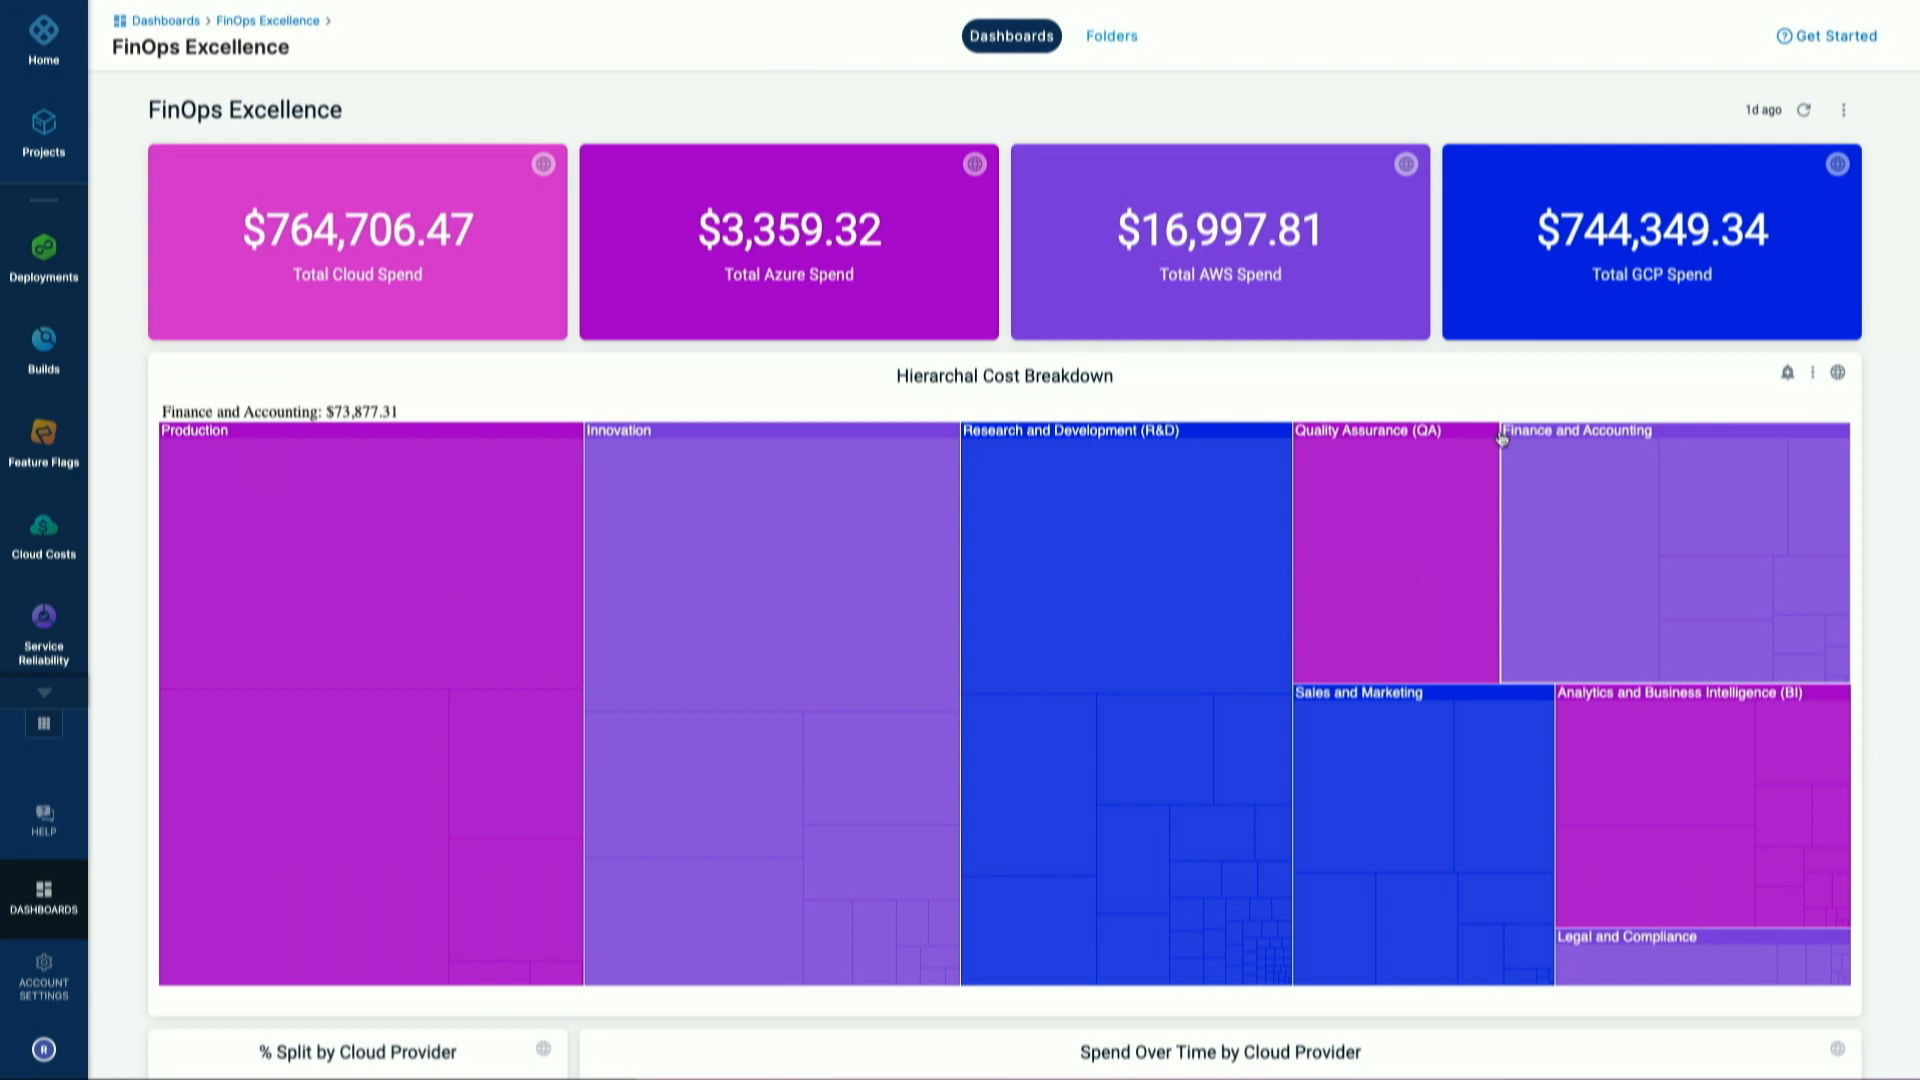 Home
Projects
Deployments
Builds
Feature Flags
Cloud Costs
Service
Reliability
HELP
DASHBOARDS
ACCOUNT
SETTINGS
R
Dashboards > FinOps Excellence >
FinOps Excellence
Dashboards
Folders
Get Started
FinOps Excellence
1d ago
$764,706.47
Total Cloud Spend
$3,359.32
Total Azure Spend
$16,997.81
Total AWS Spend
$744,349.34
Total GCP Spend
Hierarchal Cost Breakdown
Finance and Accounting: $73,877.31
Production
Innovation
Research and Development (R&D)
Quality Assurance (QA)
Finance and Accounting
Sales and Marketing
Analytics and Business Intelligence (BI)
Legal and Compliance
% Split by Cloud Provider
Spend Over Time by Cloud Provider